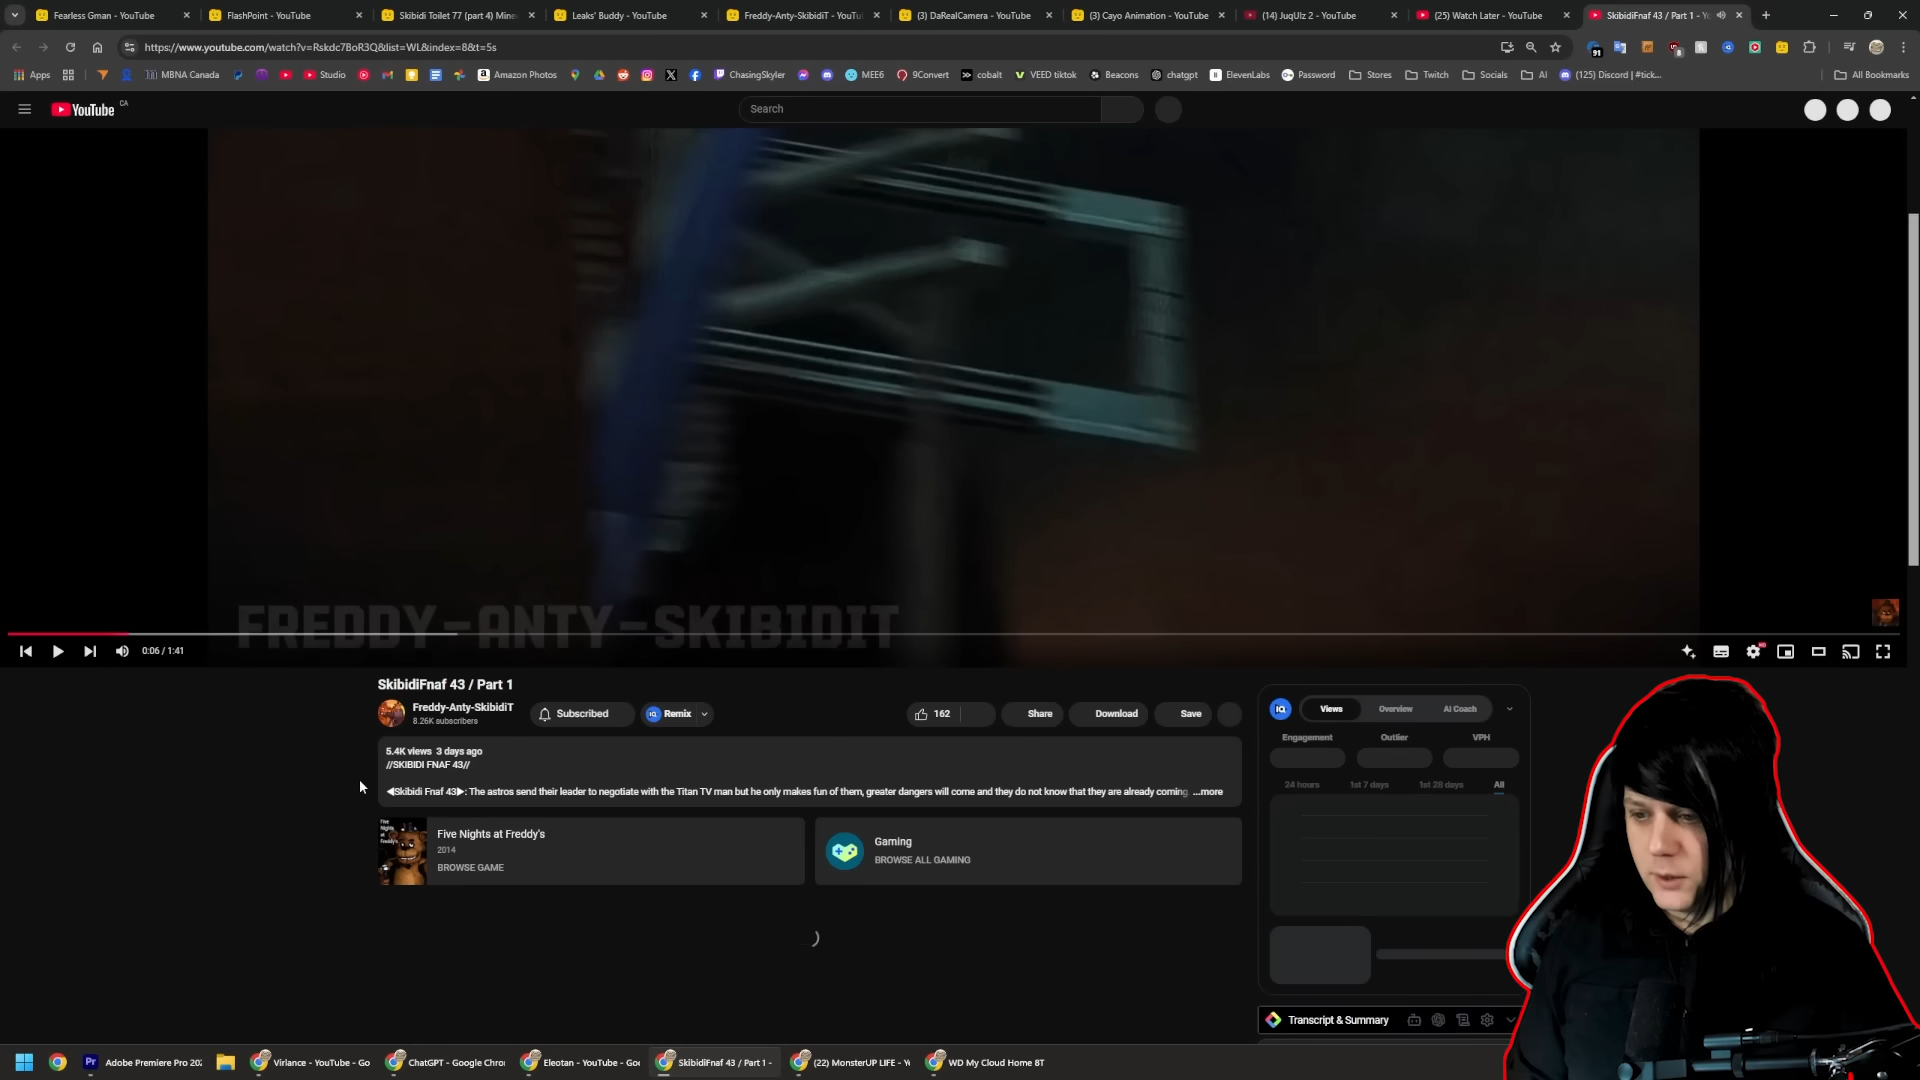 Fearless Gman - YouTube
FlashPoint - YouTube
Skibidi Toilet 77 (part 4) Mine
Leaks' Buddy - YouTube
Freddy-Anty-SkibidiT - YouTu
(3) DaRealCamera - YouTube
(3) Cayo Animation - YouTube
(14) JuqUIz 2 - YouTube
(25) Watch Later - YouTube
SkibidiFnaf 43 / Part 1 - Y
https://www.youtube.com/watch?v=Rskdc7BoR3Q&list=WL&index=8&t=5s
91
8
Apps
MBNA Canada
Studio
Amazon Photos
ChasingSkyler
MEE6
9Convert
cobalt
VEED tiktok
Beacons
chatgpt
ElevenLabs
Password
Stores
Twitch
Socials
AI
(125) Discord | #tick...
All Bookmarks
YouTube CA
Search
FREDDY-ANTY-SKIBIDIT
0:06 / 1:41
SkibidiFnaf 43 / Part 1
Freddy-Anty-SkibidiT
8.26K subscribers
Subscribed
Remix
162
Share
Download
Save
5.4K views 3 days ago
//SKIBIDI FNAF 43//
◀Skibidi Fnaf 43▶: The astros send their leader to negotiate with the Titan TV man but he only makes fun of them, greater dangers will come and they do not know that they are already coming ...more
Five Nights at Freddy's
2014
BROWSE GAME
Gaming
BROWSE ALL GAMING
IQ
Views
Overview
AI Coach
Engagement
Outlier
VPH
24 hours
1st 7 days
1st 28 days
All
Transcript & Summary
Adobe Premiere Pro 202
Virlance - YouTube - Go
ChatGPT - Google Chro
Eleotan - YouTube - Goo
SkibidiFnaf 43 / Part 1 -
(22) MonsterUP LIFE - Y
WD My Cloud Home 8T